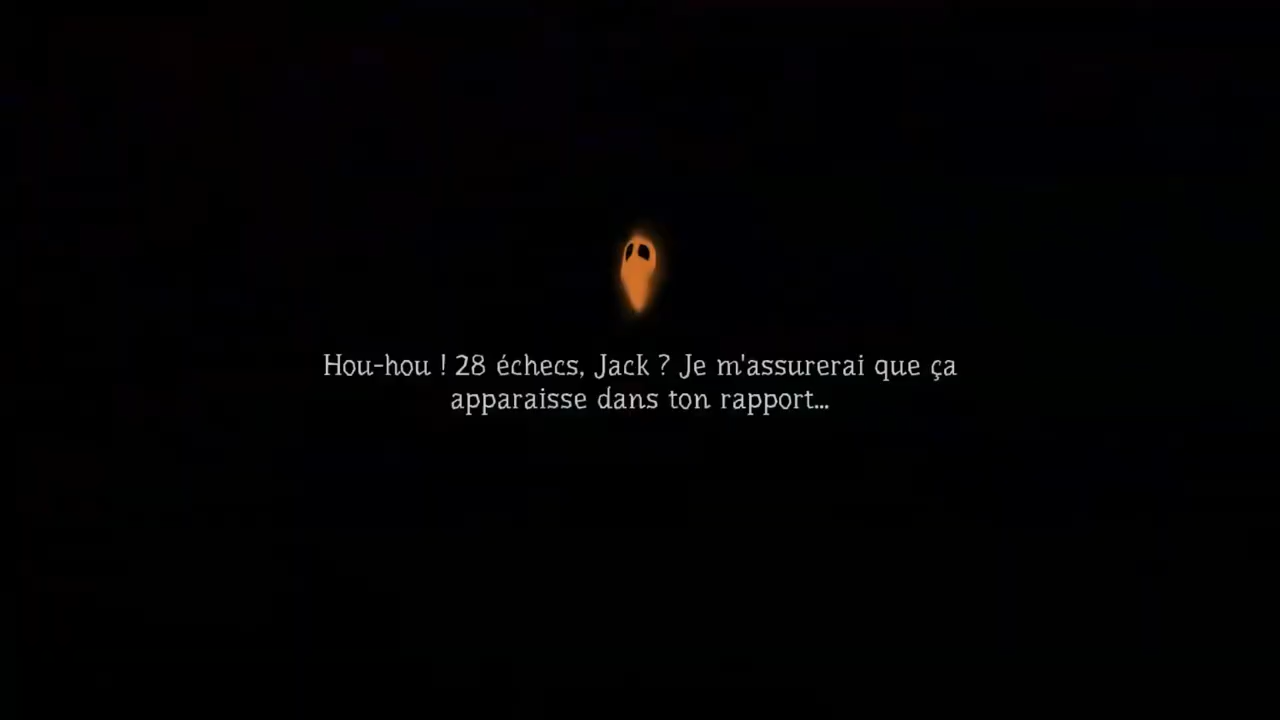 Hou-hou ! 28 échecs, Jack ? Je m'assurerai que ça
apparaisse dans ton rapport...